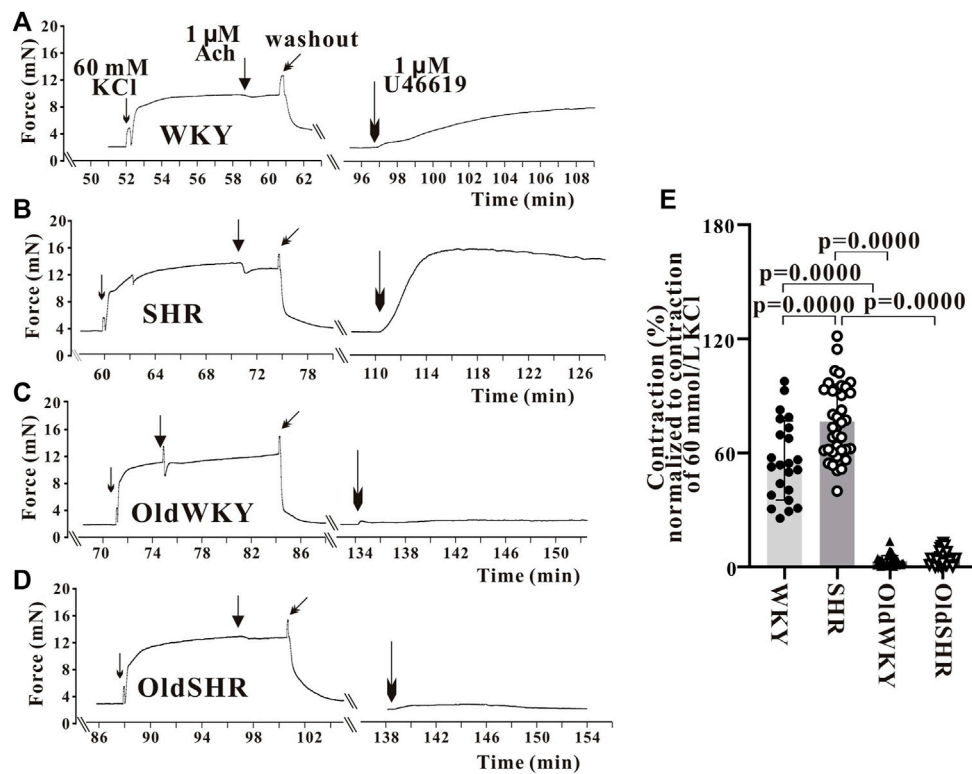 A
Force (mN)
20
16
12
8
4
0
60 mM
KCl
1 µM
Ach
washout
1 µM
U46619
WKY
50 52 54 56 58 60 62 96 98 100 102 104 106 108
Time (min)
B
Force (mN)
20
16
12
8
4
0
SHR
60 64 68 72 74 78 110 114 118 122 126
Time (min)
C
Force (mN)
20
16
12
8
4
0
OldWKY
70 74 80 84 86 134 138 142 146 150
Time (min)
D
Force (mN)
20
16
12
8
4
0
OldSHR
86 90 94 98 102 138 142 146 150 154
Time (min)
E
Contraction (%)
normalized to contraction
of 60 mmol/L KCl
180
120
60
0
p=0.0000
p=0.0000
p=0.0000 p=0.0000
WKY
SHR
OldWKY
OldSHR